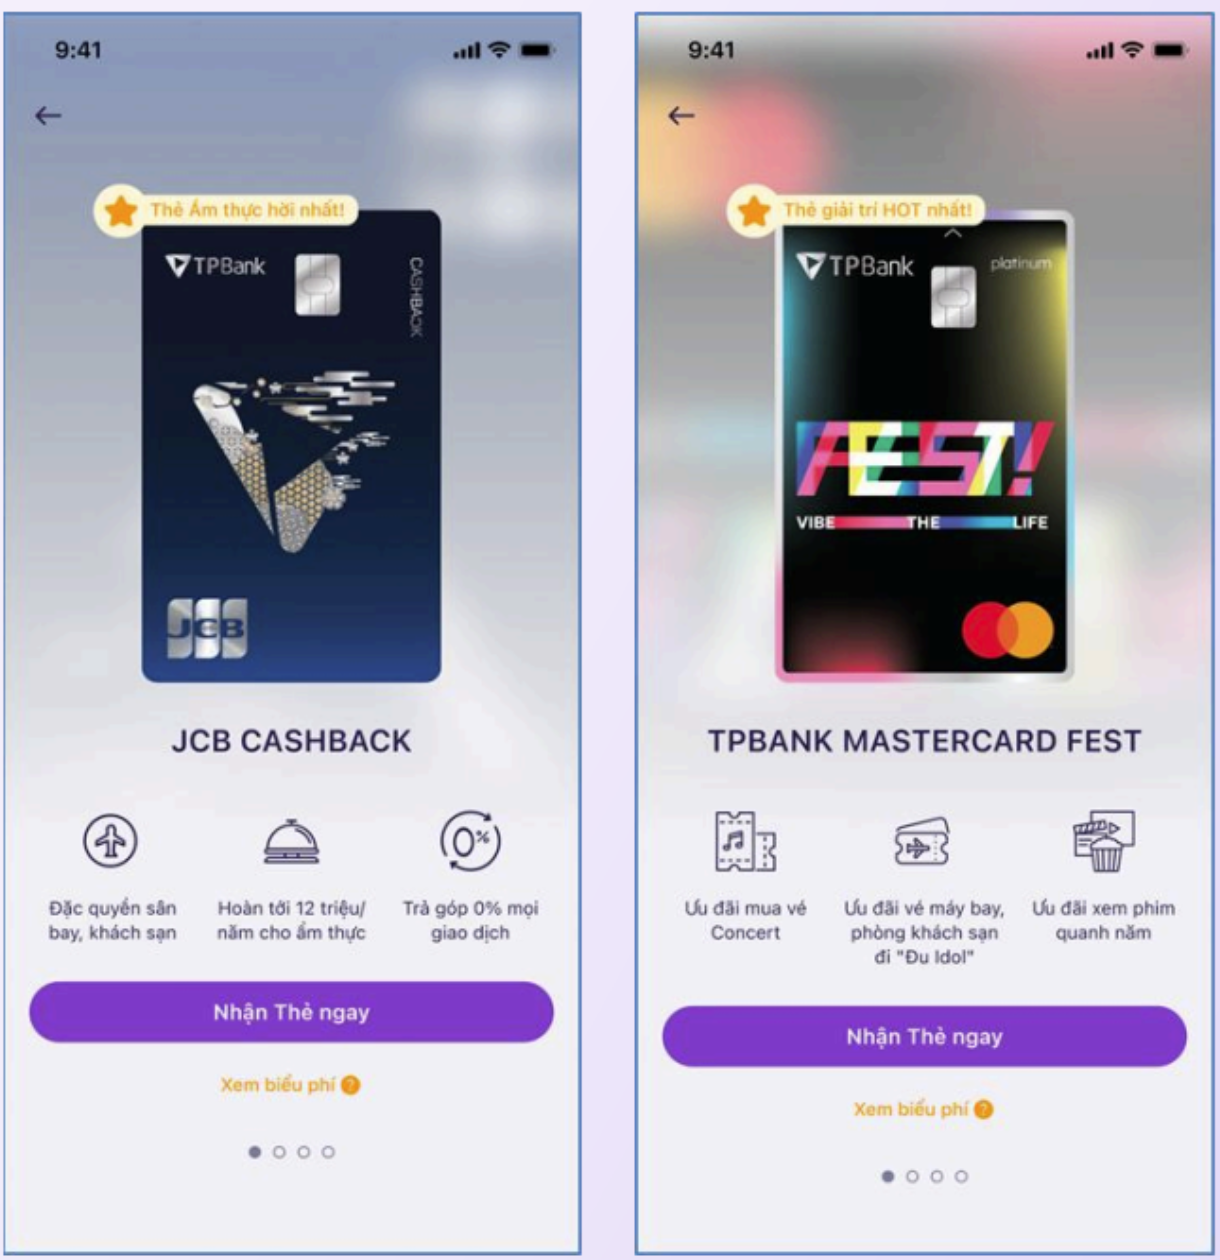 9:41
Thẻ Ẩm thực hời nhất!
TPBank
CASHBACK
JCB
JCB CASHBACK
Đặc quyền sân
bay, khách sạn
Hoàn tới 12 triệu/
năm cho ẩm thực
0%
Trả góp 0% mọi
giao dịch
Nhận Thẻ ngay
Xem biểu phí ?
9:41
Thẻ giải trí HOT nhất!
TPBank
platinum
FEST!
VIBE THE LIFE
TPBANK MASTERCARD FEST
Ưu đãi mua vé
Concert
Ưu đãi vé máy bay,
phòng khách sạn
đi "Đu Idol"
Ưu đãi xem phim
quanh năm
Nhận Thẻ ngay
Xem biểu phí ?